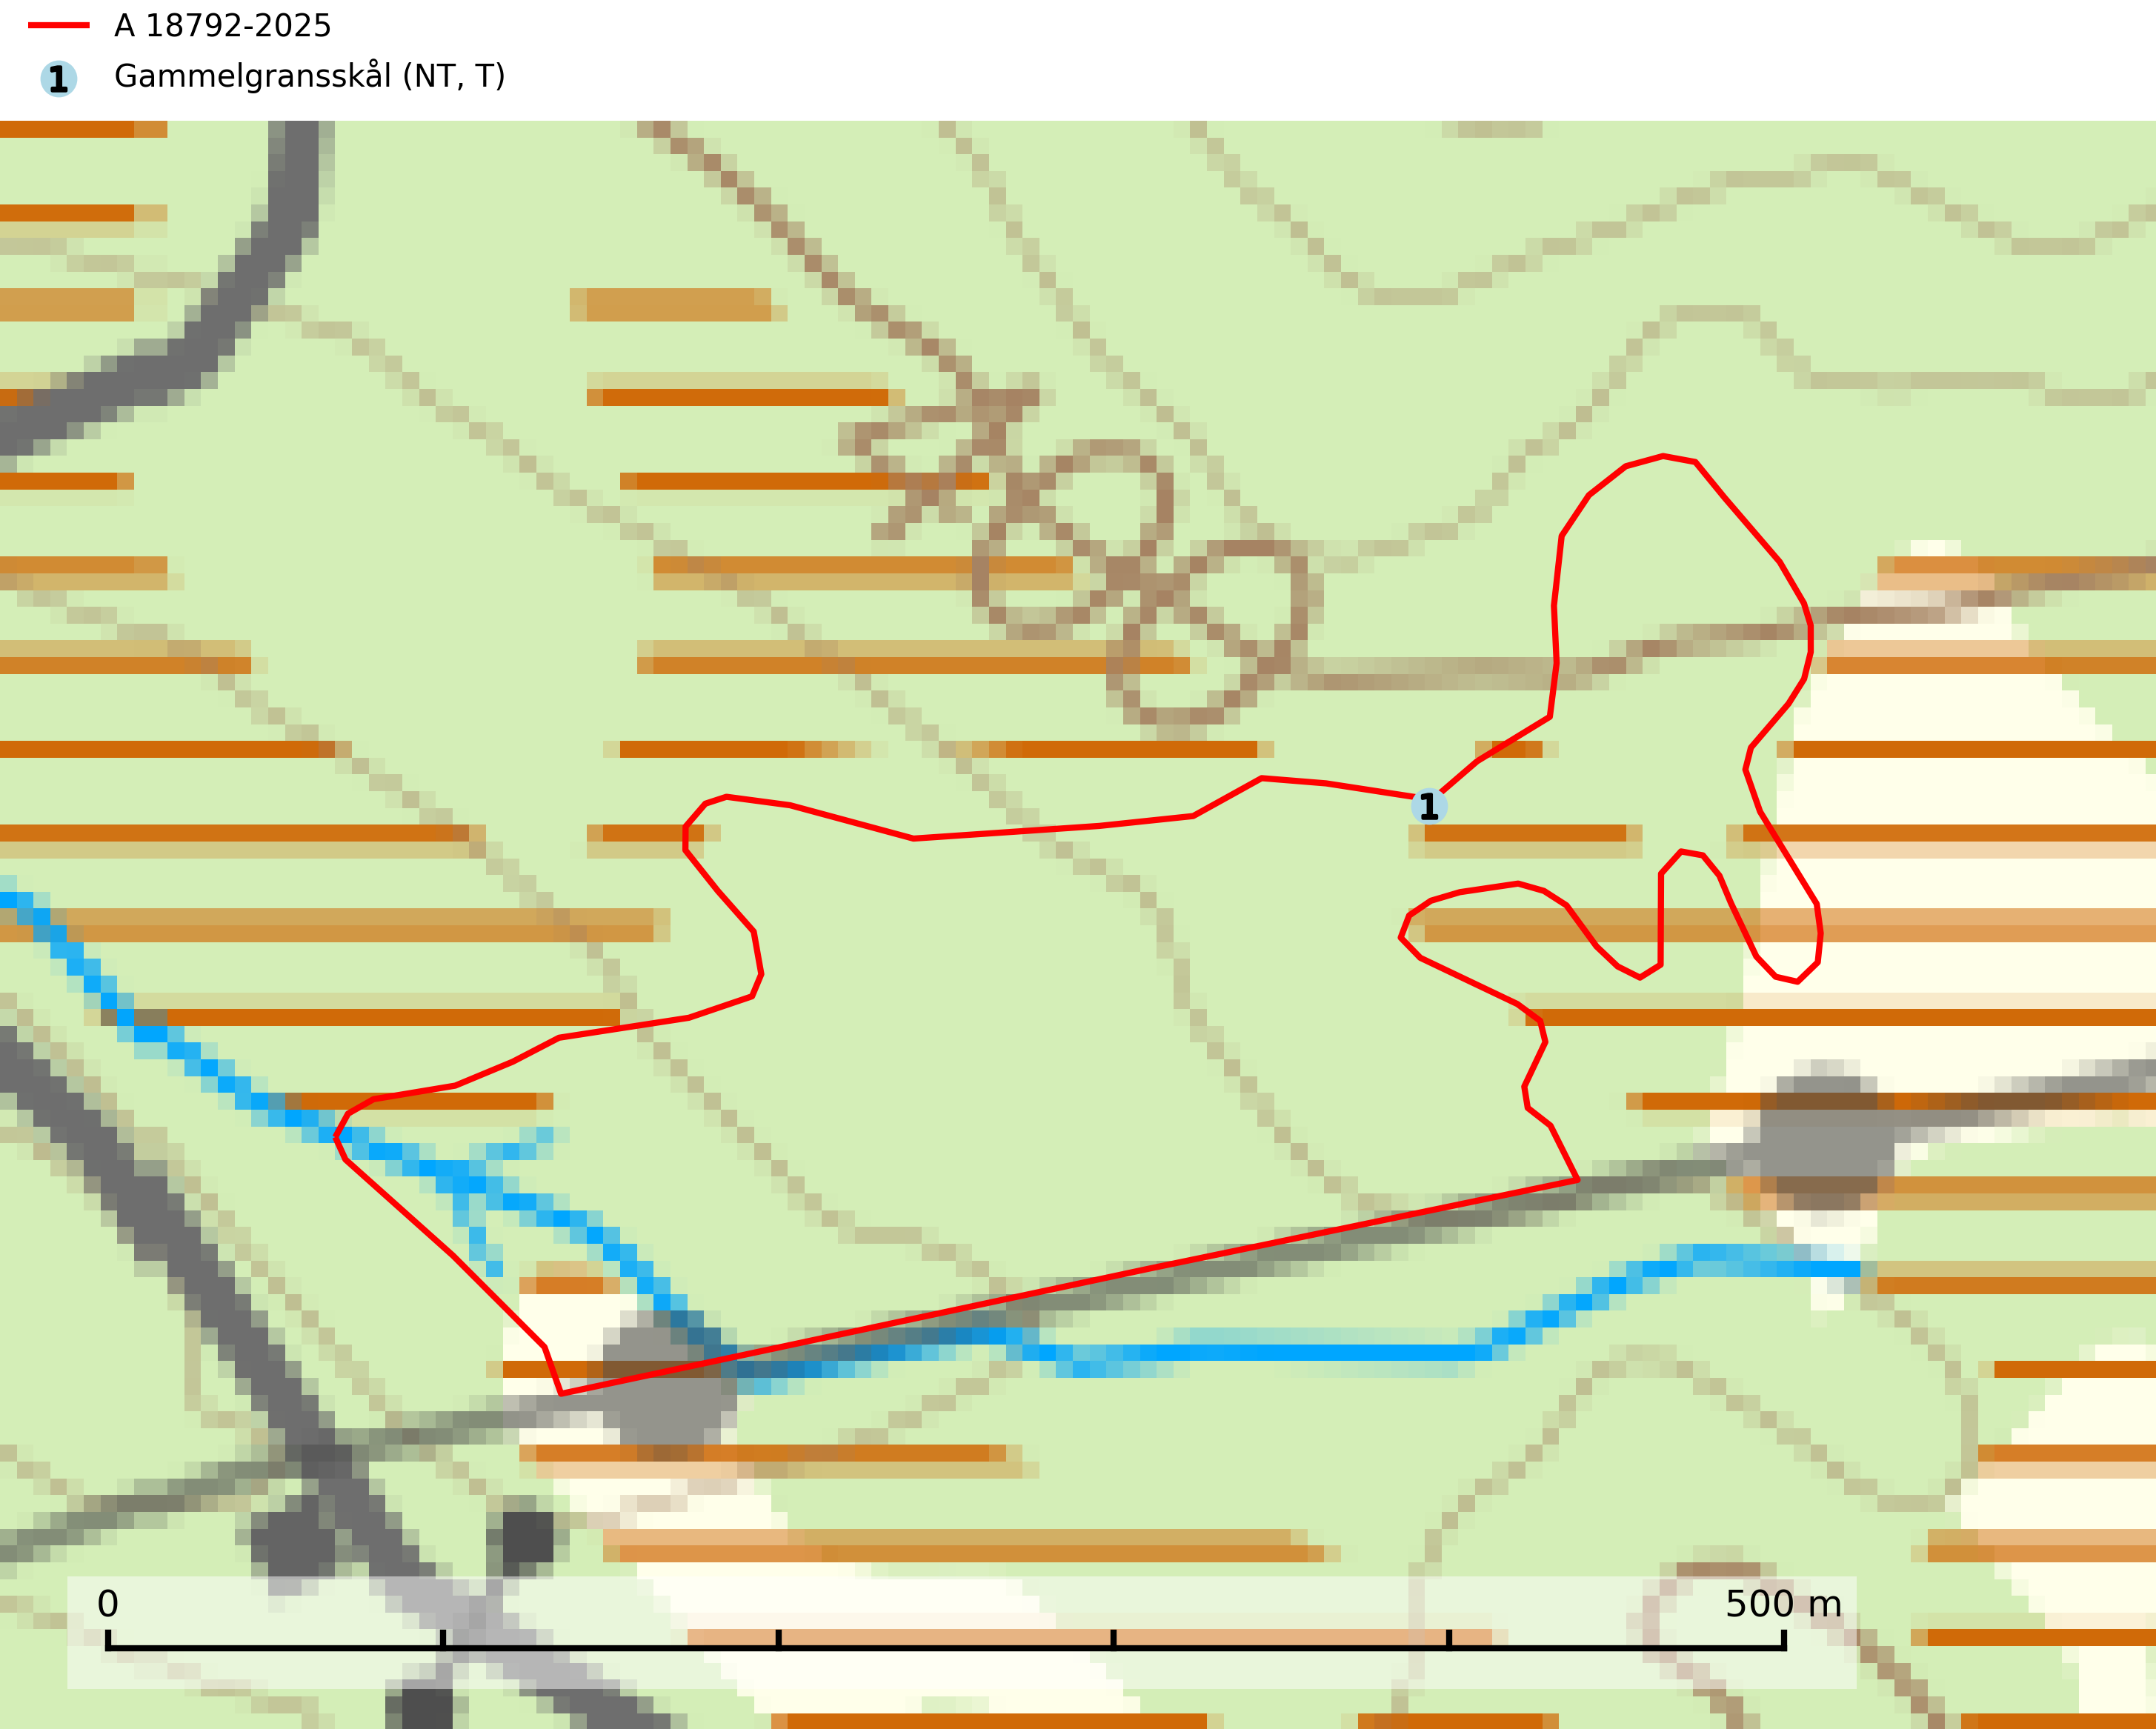 A 18792-2025
1 Gammelgransskål (NT, T)
1
0 500 m